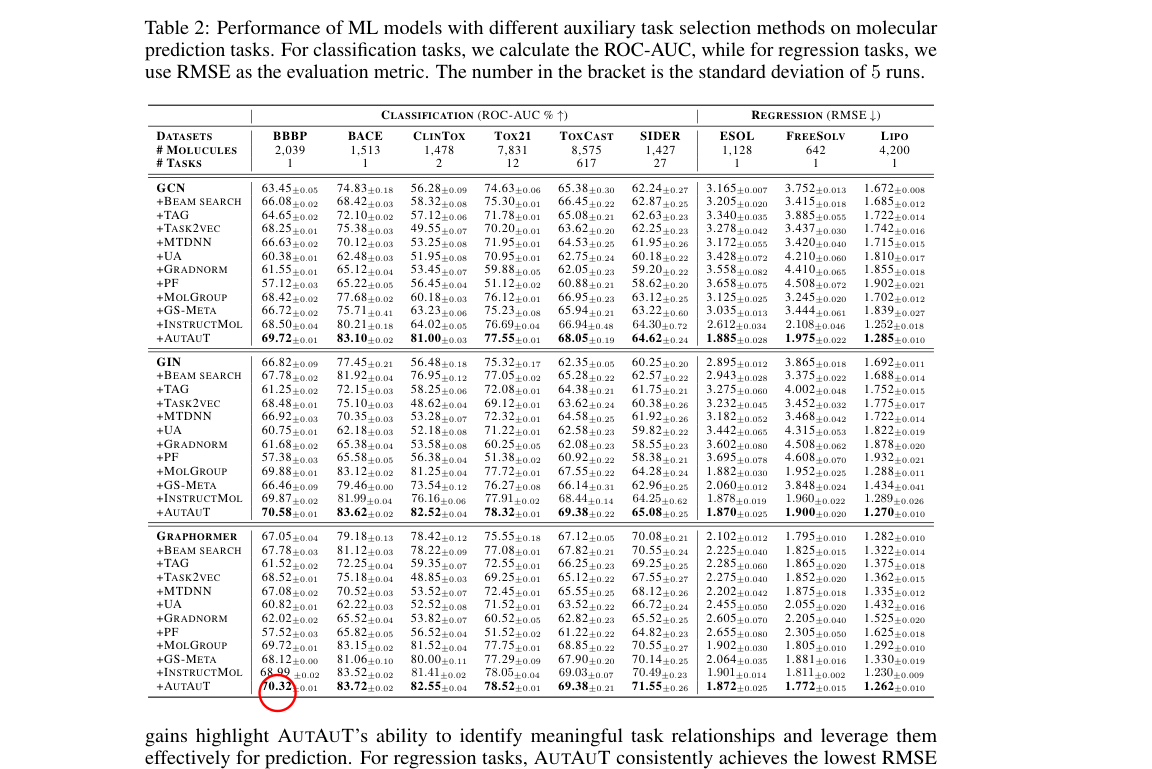 Table 2: Performance of ML models with different auxiliary task selection methods on molecular
prediction tasks. For classification tasks, we calculate the ROC-AUC, while for regression tasks, we
use RMSE as the evaluation metric. The number in the bracket is the standard deviation of 5 runs.
CLASSIFICATION (ROC-AUC % ↑) REGRESSION (RMSE ↓)
DATASETS BBBP BACE CLINTOX TOX21 TOXCAST SIDER ESOL FREESOLV LIPO
# MOLUCULES 2,039 1,513 1,478 7,831 8,575 1,427 1,128 642 4,200
# TASKS 1 1 2 12 617 27 1 1 1
GCN 63.45±0.05 74.83±0.18 56.28±0.09 74.63±0.06 65.38±0.30 62.24±0.27 3.165±0.007 3.752±0.013 1.672±0.008
+BEAM SEARCH 66.08±0.02 68.42±0.03 58.32±0.08 75.30±0.01 66.45±0.22 62.87±0.25 3.205±0.020 3.415±0.018 1.685±0.012
+TAG 64.65±0.02 72.10±0.02 57.12±0.06 71.78±0.01 65.08±0.21 62.63±0.23 3.340±0.035 3.885±0.055 1.722±0.014
+TASK2VEC 68.25±0.01 75.38±0.03 49.55±0.07 70.20±0.01 63.62±0.20 62.25±0.23 3.278±0.042 3.437±0.030 1.742±0.016
+MTDNN 66.63±0.02 70.12±0.03 53.25±0.08 71.95±0.01 64.53±0.25 61.95±0.26 3.172±0.055 3.420±0.040 1.715±0.015
+UA 60.38±0.01 62.48±0.03 51.95±0.08 70.95±0.01 62.75±0.24 60.18±0.22 3.428±0.072 4.210±0.060 1.810±0.017
+GRADNORM 61.55±0.01 65.12±0.04 53.45±0.07 59.88±0.05 62.05±0.23 59.20±0.22 3.558±0.082 4.410±0.065 1.855±0.018
+PF 57.12±0.03 65.22±0.05 56.45±0.04 51.12±0.02 60.88±0.21 58.62±0.20 3.658±0.075 4.508±0.072 1.902±0.021
+MOLGROUP 68.42±0.02 77.68±0.02 60.18±0.03 76.12±0.01 66.95±0.23 63.12±0.25 3.125±0.025 3.245±0.020 1.702±0.012
+GS-META 66.72±0.02 75.71±0.41 63.23±0.06 75.23±0.08 65.94±0.21 63.22±0.60 3.035±0.013 3.444±0.061 1.839±0.027
+INSTRUCTMOL 68.50±0.04 80.21±0.18 64.02±0.05 76.69±0.04 66.94±0.48 64.30±0.72 2.612±0.034 2.108±0.046 1.252±0.018
+AUTAUT 69.72±0.01 83.10±0.02 81.00±0.03 77.55±0.01 68.05±0.19 64.62±0.24 1.885±0.028 1.975±0.022 1.285±0.010
GIN 66.82±0.09 77.45±0.21 56.48±0.18 75.32±0.17 62.35±0.05 60.25±0.20 2.895±0.012 3.865±0.018 1.692±0.011
+BEAM SEARCH 67.78±0.02 81.92±0.04 76.95±0.12 77.05±0.02 65.28±0.22 62.57±0.22 2.943±0.028 3.375±0.022 1.688±0.014
+TAG 61.25±0.02 72.15±0.03 58.25±0.06 72.08±0.01 64.38±0.21 61.75±0.21 3.275±0.060 4.002±0.048 1.752±0.015
+TASK2VEC 68.48±0.01 75.10±0.03 48.62±0.04 69.12±0.01 63.62±0.24 60.38±0.26 3.232±0.045 3.452±0.032 1.775±0.017
+MTDNN 66.92±0.03 70.35±0.03 53.28±0.07 72.32±0.01 64.58±0.25 61.92±0.26 3.182±0.052 3.468±0.042 1.722±0.014
+UA 60.75±0.01 62.18±0.03 52.18±0.08 71.22±0.01 62.58±0.23 59.82±0.22 3.442±0.065 4.315±0.053 1.822±0.019
+GRADNORM 61.68±0.02 65.38±0.04 53.58±0.08 60.25±0.05 62.08±0.23 58.55±0.23 3.602±0.080 4.508±0.062 1.878±0.020
+PF 57.38±0.03 65.58±0.05 56.38±0.04 51.38±0.02 60.92±0.22 58.38±0.21 3.695±0.078 4.608±0.070 1.932±0.021
+MOLGROUP 69.88±0.01 83.12±0.02 81.25±0.04 77.72±0.01 67.55±0.22 64.28±0.24 1.882±0.030 1.952±0.025 1.288±0.011
+GS-META 66.46±0.09 79.46±0.00 73.54±0.12 76.27±0.08 66.14±0.31 62.96±0.25 2.060±0.012 3.848±0.024 1.434±0.041
+INSTRUCTMOL 69.87±0.02 81.99±0.04 76.16±0.06 77.91±0.02 68.44±0.14 64.25±0.62 1.878±0.019 1.960±0.022 1.289±0.026
+AUTAUT 70.58±0.01 83.62±0.02 82.52±0.04 78.32±0.01 69.38±0.22 65.08±0.25 1.870±0.025 1.900±0.020 1.270±0.010
GRAPHORMER 67.05±0.04 79.18±0.13 78.42±0.12 75.55±0.18 67.12±0.05 70.08±0.21 2.102±0.012 1.795±0.010 1.282±0.010
+BEAM SEARCH 67.78±0.03 81.12±0.03 78.22±0.09 77.08±0.01 67.82±0.21 70.55±0.24 2.225±0.040 1.825±0.015 1.322±0.014
+TAG 61.52±0.02 72.25±0.04 59.35±0.07 72.55±0.01 66.25±0.23 69.25±0.25 2.285±0.060 1.865±0.020 1.375±0.018
+TASK2VEC 68.52±0.01 75.18±0.04 48.85±0.03 69.25±0.01 65.12±0.22 67.55±0.27 2.275±0.040 1.852±0.020 1.362±0.015
+MTDNN 67.08±0.02 70.52±0.03 53.52±0.07 72.45±0.01 65.55±0.25 68.12±0.26 2.202±0.042 1.875±0.018 1.335±0.012
+UA 60.82±0.01 62.22±0.03 52.52±0.08 71.52±0.01 63.52±0.22 66.72±0.24 2.455±0.050 2.055±0.020 1.432±0.016
+GRADNORM 62.02±0.02 65.52±0.04 53.82±0.07 60.52±0.05 62.82±0.23 65.52±0.25 2.605±0.070 2.205±0.040 1.525±0.020
+PF 57.52±0.03 65.82±0.05 56.52±0.04 51.52±0.02 61.22±0.22 64.82±0.23 2.655±0.080 2.305±0.050 1.625±0.018
+MOLGROUP 69.72±0.01 83.15±0.02 81.52±0.04 77.75±0.01 68.85±0.22 70.55±0.27 1.902±0.030 1.805±0.010 1.292±0.010
+GS-META 68.12±0.00 81.06±0.10 80.00±0.11 77.29±0.09 67.90±0.20 70.14±0.25 2.064±0.035 1.881±0.016 1.330±0.019
+INSTRUCTMOL 68.99±0.02 83.52±0.02 81.41±0.02 78.05±0.04 69.03±0.07 70.49±0.23 1.901±0.014 1.811±0.002 1.230±0.009
+AUTAUT 70.32±0.01 83.72±0.02 82.55±0.04 78.52±0.01 69.38±0.21 71.55±0.26 1.872±0.025 1.772±0.015 1.262±0.010
gains highlight AUTAUT's ability to identify meaningful task relationships and leverage them
effectively for prediction. For regression tasks, AUTAUT consistently achieves the lowest RMSE